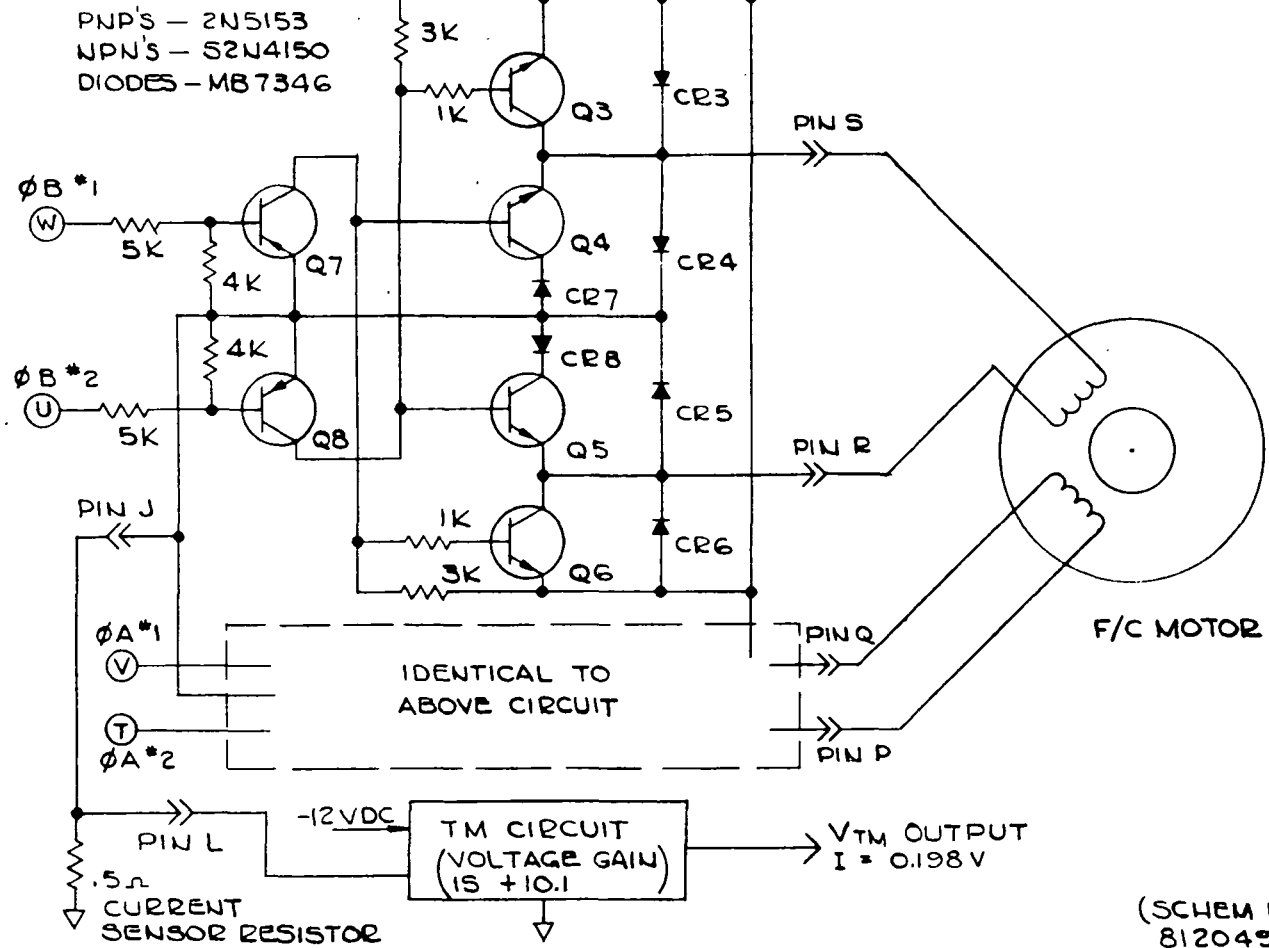 PNP'S — 2N5153
NPN'S — S2N4150
DIODES — MB7346
3K
1K
Q3
CR3
PIN S
ØB #1
W
5K
4K
Q7
Q4
CR4
CR7
4K
CR8
ØB #2
U
5K
Q8
Q5
CR5
PIN R
PIN J
1K
3K
Q6
CR6
F/C MOTOR
ØA #1
V
IDENTICAL TO
ABOVE CIRCUIT
PIN Q
T
ØA #2
PIN P
-12VDC
TM CIRCUIT
(VOLTAGE GAIN)
(IS +10.1)
PIN L
VTM OUTPUT
I = 0.198V
.5Ω
CURRENT
SENSOR RESISTOR
(SCHEM
812049